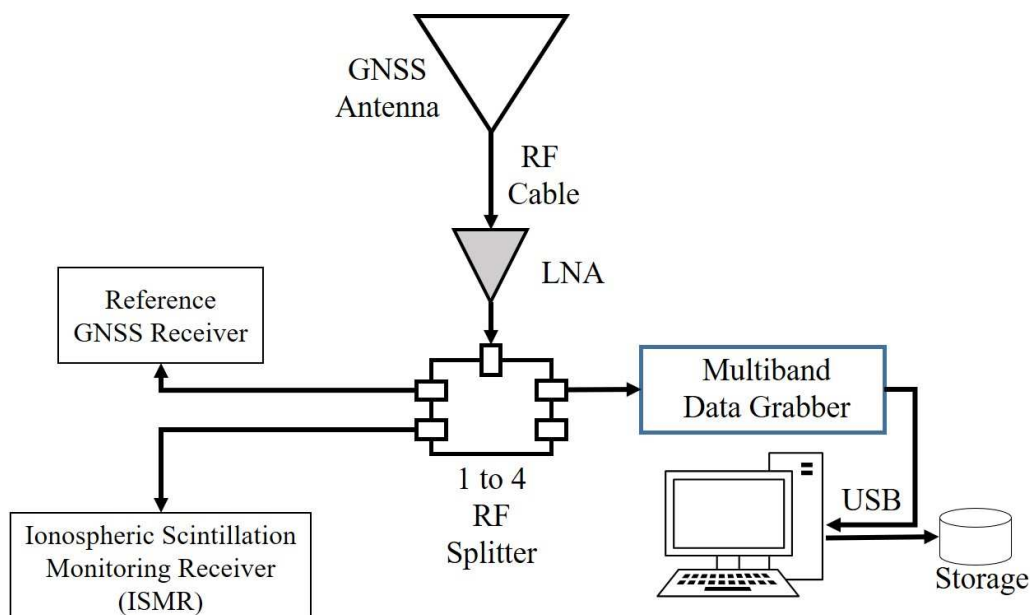 GNSS
Antenna
RF
Cable
LNA
Reference
GNSS Receiver
Multiband
Data Grabber
1 to 4
RF
Splitter
USB
Ionospheric Scintillation
Monitoring Receiver
(ISMR)
Storage